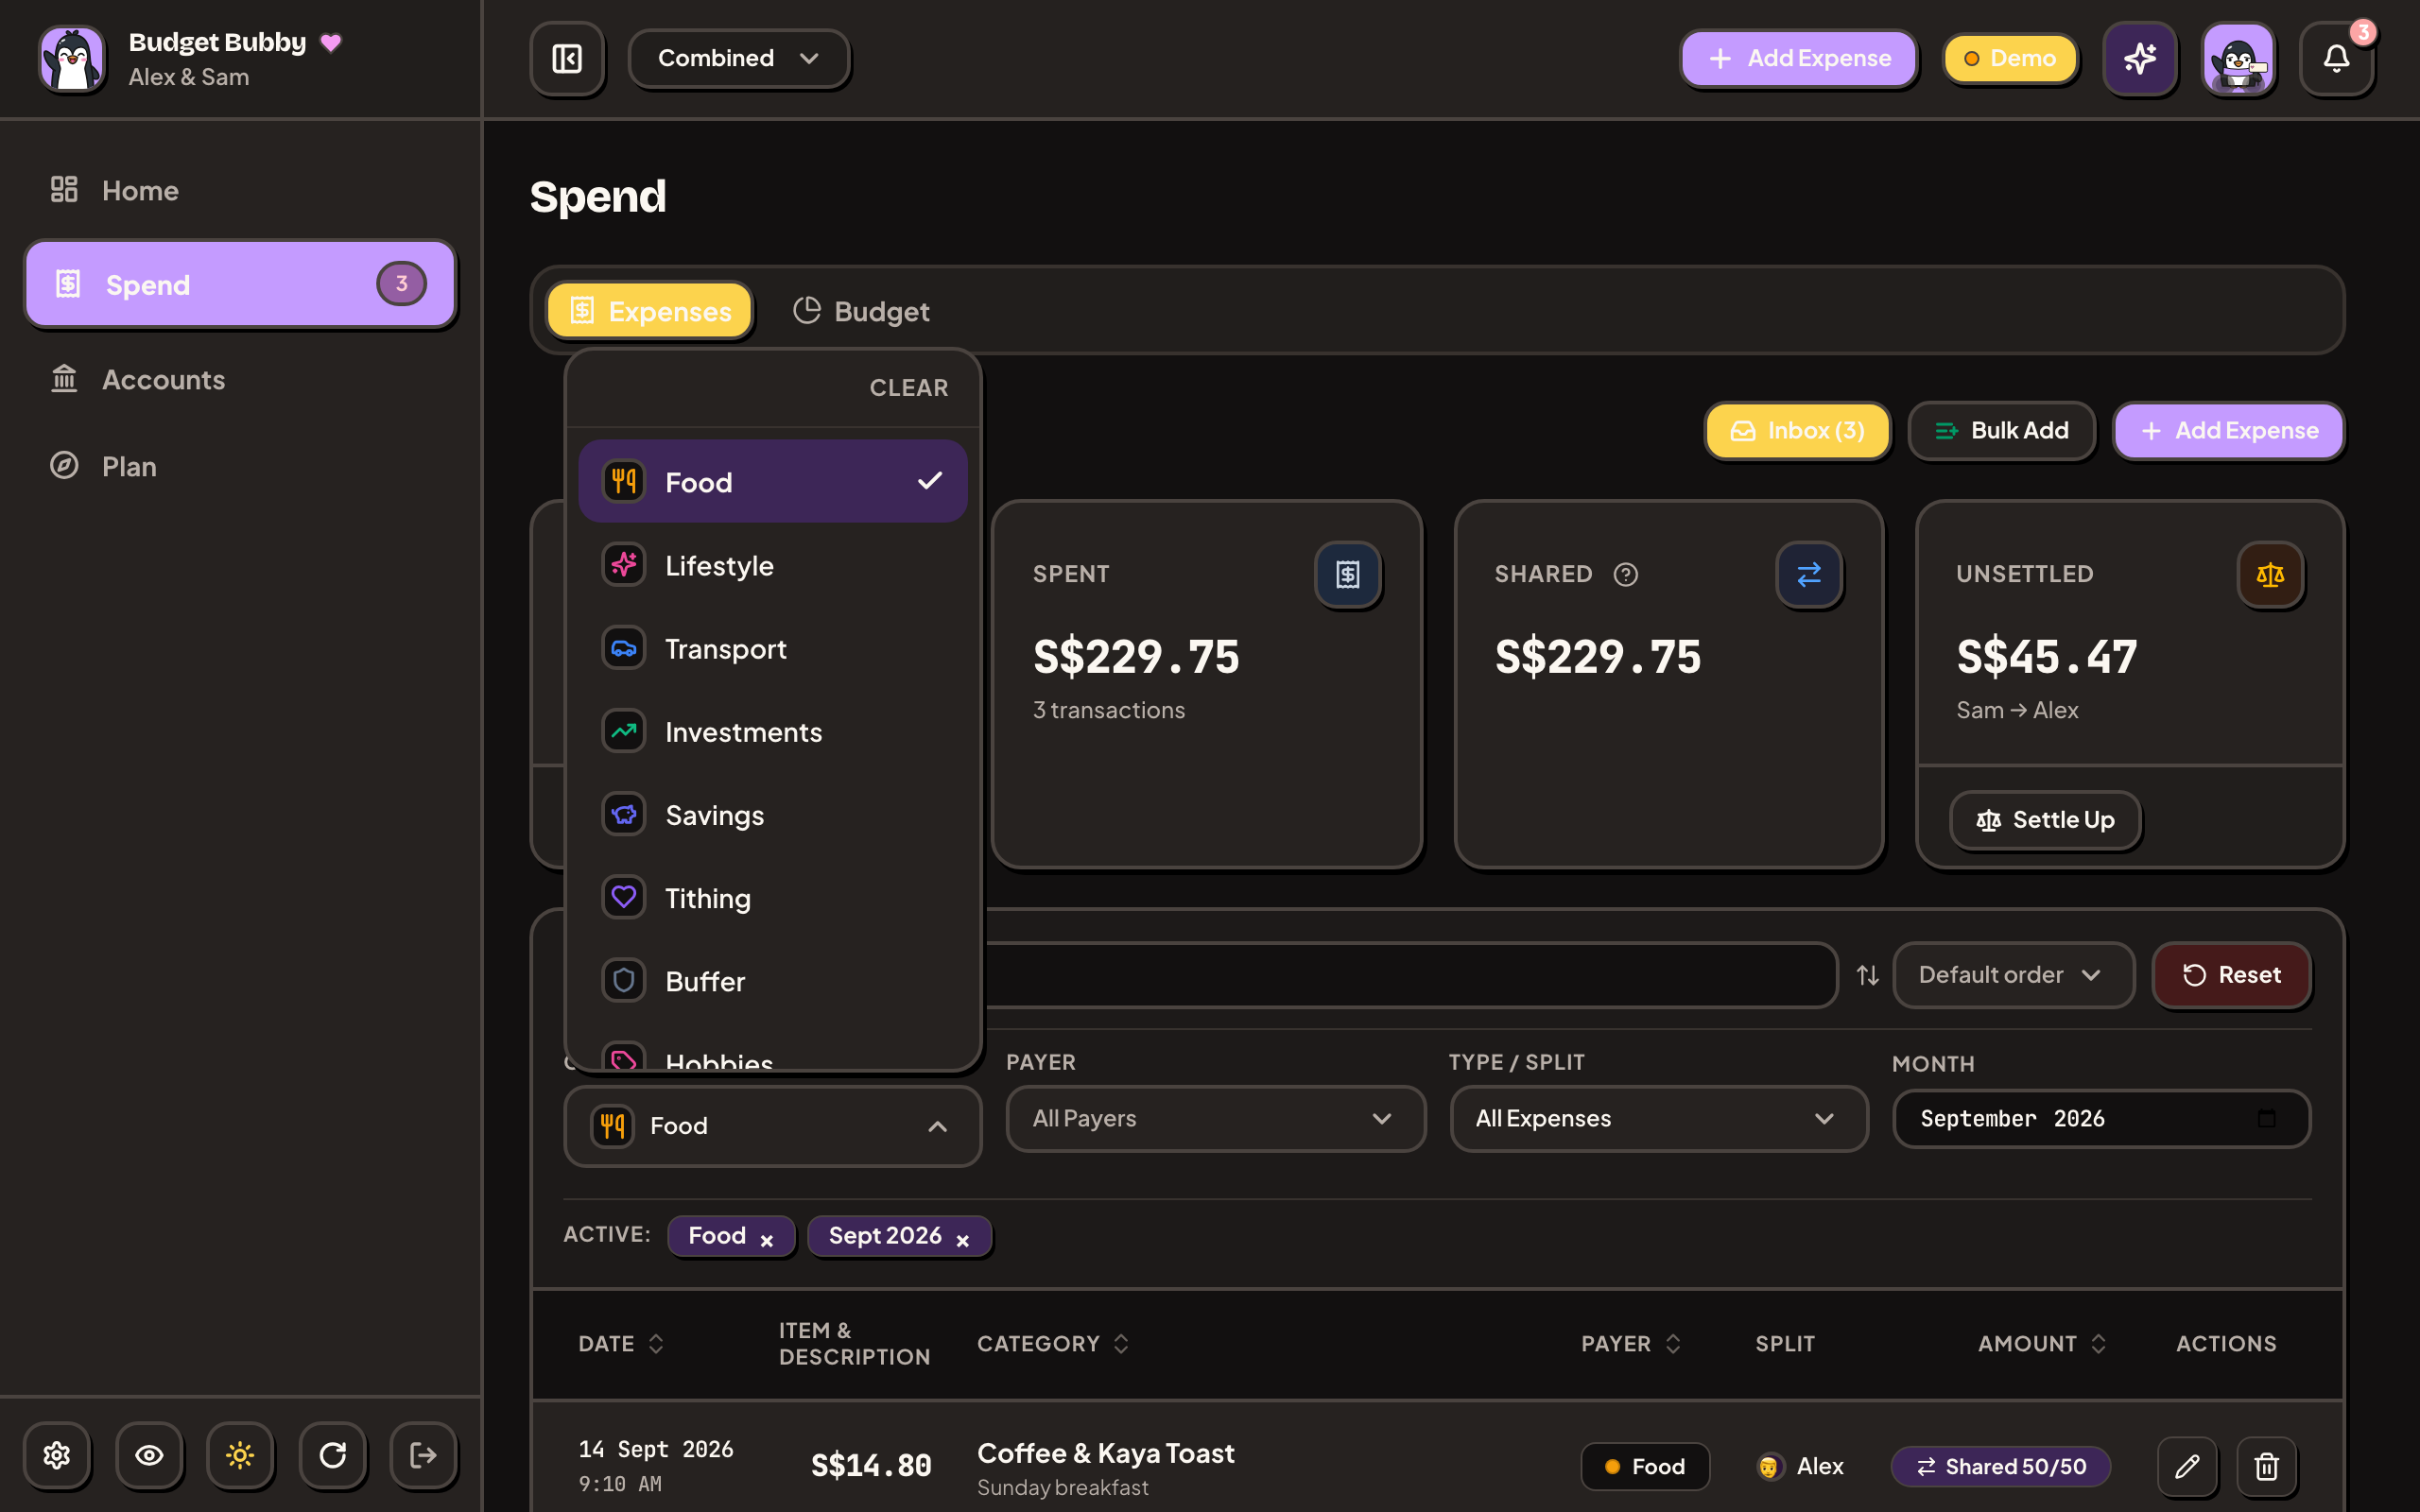 Budget Bubby
Alex & Sam
Combined
Add Expense
Demo
3
Home
Spend
3
Accounts
Plan
Spend
Expenses
Budget
Inbox (3)
Bulk Add
Add Expense
CLEAR
Food
Lifestyle
Transport
Investments
Savings
Tithing
Buffer
Hobbies
SPENT
S$229.75
3 transactions
SHARED
S$229.75
UNSETTLED
S$45.47
Sam → Alex
Settle Up
Default order
Reset
PAYER
TYPE / SPLIT
MONTH
Food
All Payers
All Expenses
September 2026
ACTIVE:
Food ×
Sept 2026 ×
DATE
ITEM &
DESCRIPTION
CATEGORY
PAYER
SPLIT
AMOUNT
ACTIONS
14 Sept 2026
9:10 AM
S$14.80
Coffee & Kaya Toast
Sunday breakfast
Food
Alex
Shared 50/50